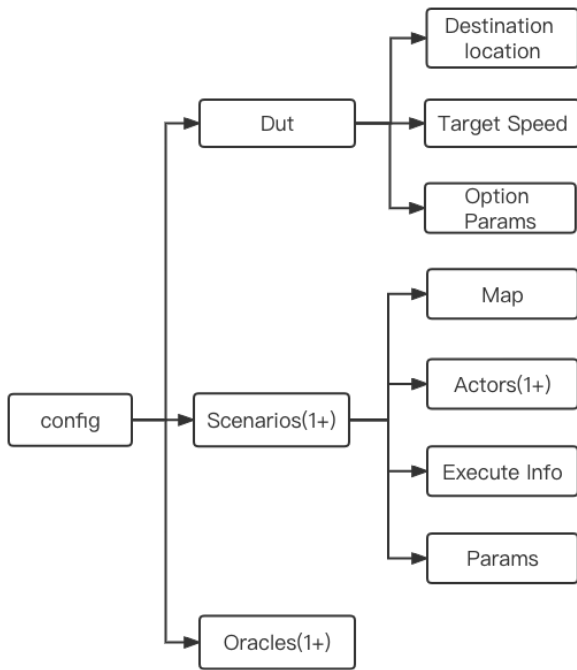 Destination
location
Dut
Target Speed
Option
Params
Map
Actors(1+)
config
Scenarios(1+)
Execute Info
Params
Oracles(1+)